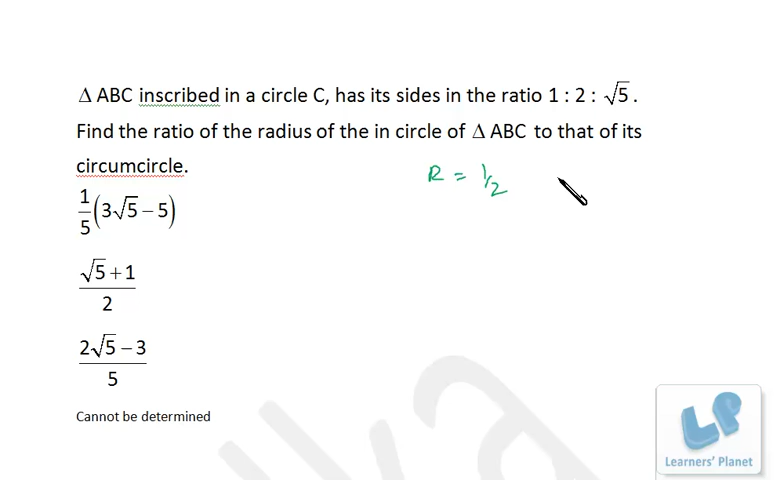 Δ ABC inscribed in a circle C, has its sides in the ratio 1 : 2 : √5 .
Find the ratio of the radius of the in circle of Δ ABC to that of its
circumcircle.
R = 1/2
1/5(3√5 − 5)
(√5 + 1)/2
(2√5 − 3)/5
Cannot be determined
LP
Learners' Planet